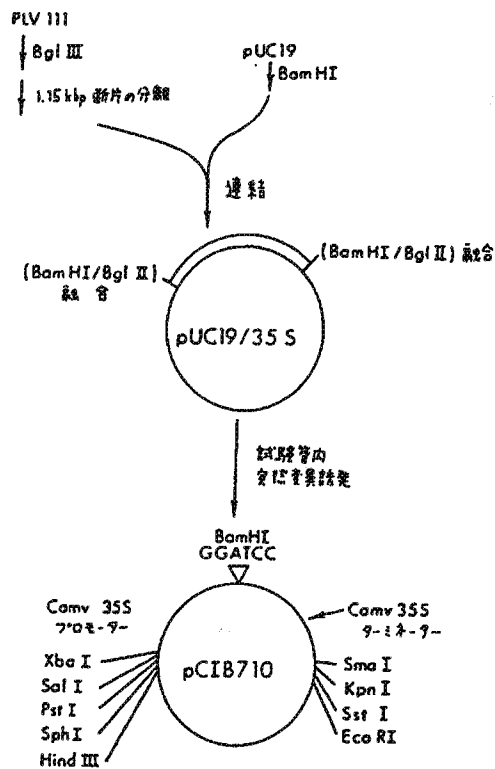 PLV 111
Bgl III
1.15 kbp 断片の分離
pUC19
BamHI
連結
(BamHI/Bgl II)
融合
(BamHI/Bgl II) 融合
pUC19/35 S
試験管内
突然変異誘発
BamHI
GGATCC
Camv 35S
プロモーター
Camv 35S
ターミネーター
pCIB710
Xba I
Sal I
Pst I
Sph I
Hind III
Sma I
Kpn I
Sst I
Eco RI